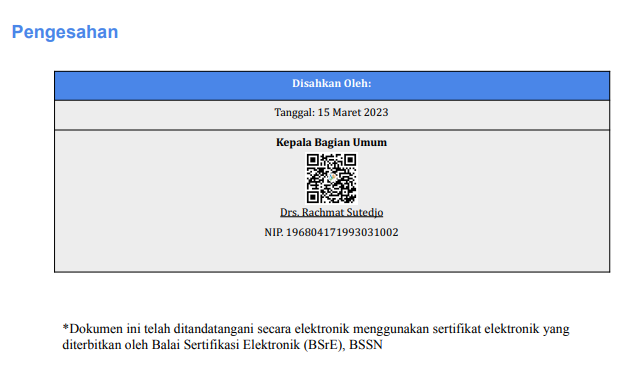 Pengesahan
Disahkan Oleh:
Tanggal: 15 Maret 2023
Kepala Bagian Umum
Drs. Rachmat Sutedjo
NIP. 196804171993031002
*Dokumen ini telah ditandatangani secara elektronik menggunakan sertifikat elektronik yang
diterbitkan oleh Balai Sertifikasi Elektronik (BSrE), BSSN